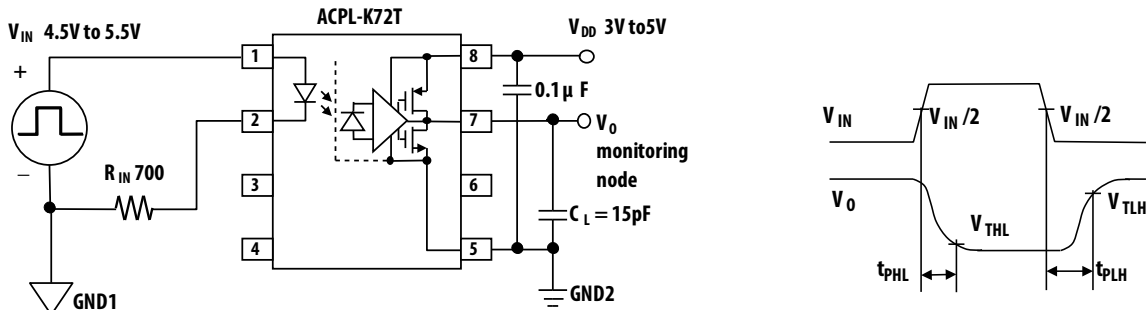 ACPL-K72T
V_IN 4.5V to 5.5V
V_DD 3V to5V
1
8
+
0.1µ F
2
7
V_O
monitoring
node
–
R_IN 700
3
6
C_L = 15pF
4
5
GND1
GND2
V_IN
V_IN /2
V_IN /2
V_O
V_THL
V_TLH
t_PHL
t_PLH